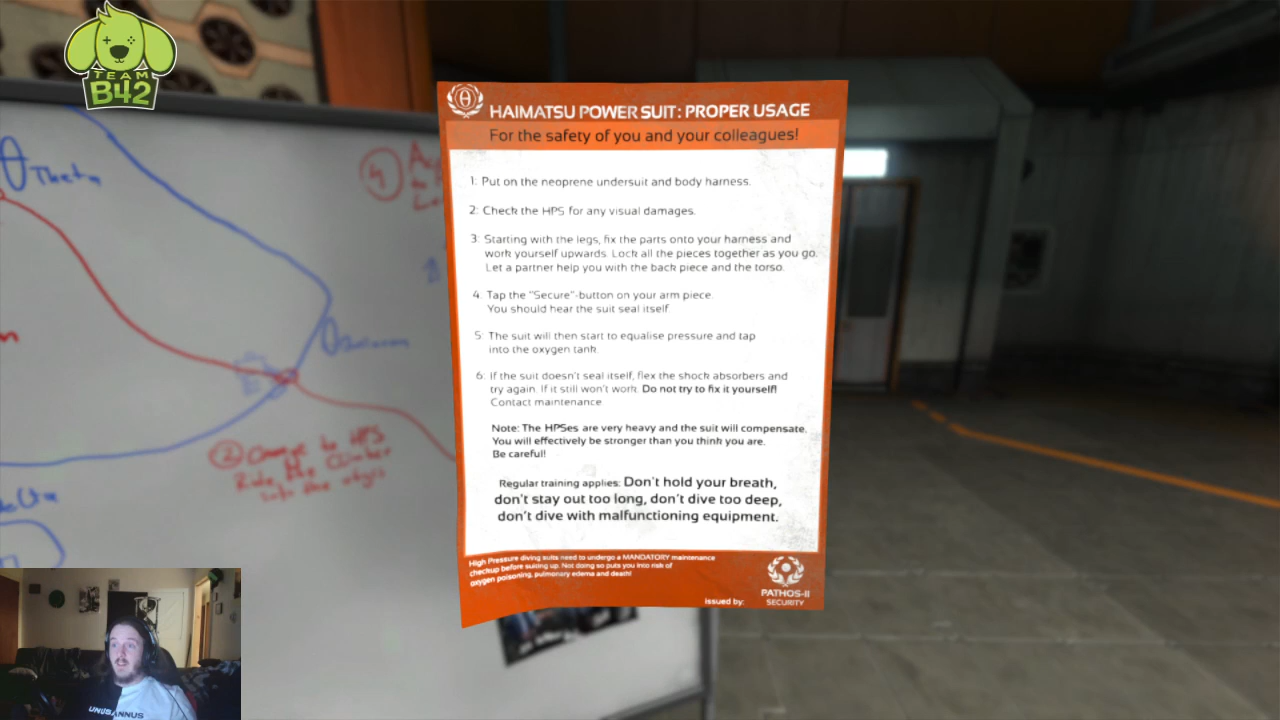 TEAM
B42
HAIMATSU POWER SUIT: PROPER USAGE
For the safety of you and your colleagues!
1: Put on the neoprene undersuit and body harness.
2: Check the HPS for any visual damages.
3: Starting with the legs, fix the parts onto your harness and
work yourself upwards. Lock all the pieces together as you go.
Let a partner help you with the back piece and the torso.
4: Tap the "Secure"-button on your arm piece.
You should hear the suit seal itself.
5: The suit will then start to equalise pressure and tap
into the oxygen tank.
6: If the suit doesn't seal itself, flex the shock absorbers and
try again. If it still won't work. Do not try to fix it yourself!
Contact maintenance
Note: The HPSes are very heavy and the suit will compensate.
You will effectively be stronger than you think you are.
Be careful!
Regular training applies: Don't hold your breath,
don't stay out too long, don't dive too deep,
don't dive with malfunctioning equipment.
High Pressure diving suits need to undergo a MANDATORY maintenance
checkup before suiting up. Not doing so puts you into risk of
oxygen poisoning, pulmonary edema and death!
Issued by:
PATHOS-II
SECURITY
θ Theta
4
2 Change to HPS
Ride the Climber
into the abyss
UNUS ANNUS